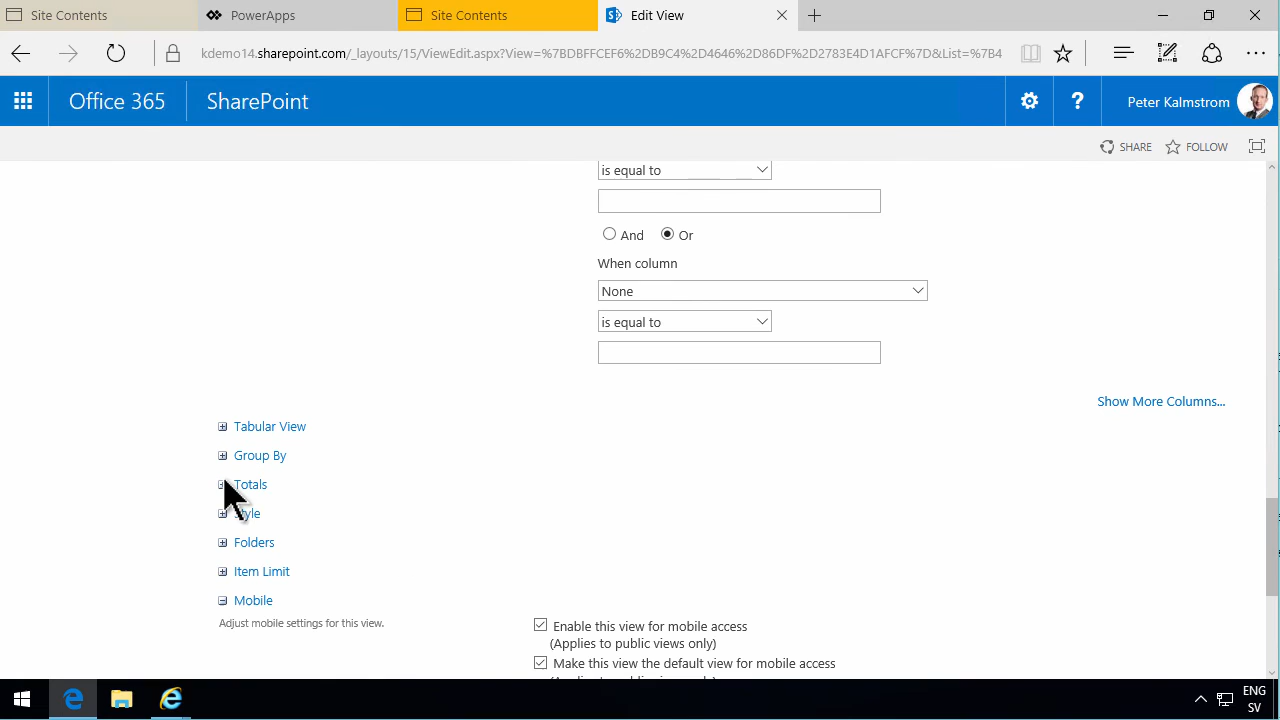 Site Contents
PowerApps
Site Contents
Edit View
kdemo14.sharepoint.com/_layouts/15/ViewEdit.aspx?View=%7BDBFFCEF6%2DB9C4%2D4646%2D86DF%2D2783E4D1AFCF%7D&List=%7B4
Office 365
SharePoint
?
Peter Kalmstrom
SHARE
FOLLOW
is equal to
And
Or
When column
None
is equal to
Show More Columns...
Tabular View
Group By
Totals
Style
Folders
Item Limit
Mobile
Adjust mobile settings for this view.
Enable this view for mobile access
(Applies to public views only)
Make this view the default view for mobile access
ENG
SV